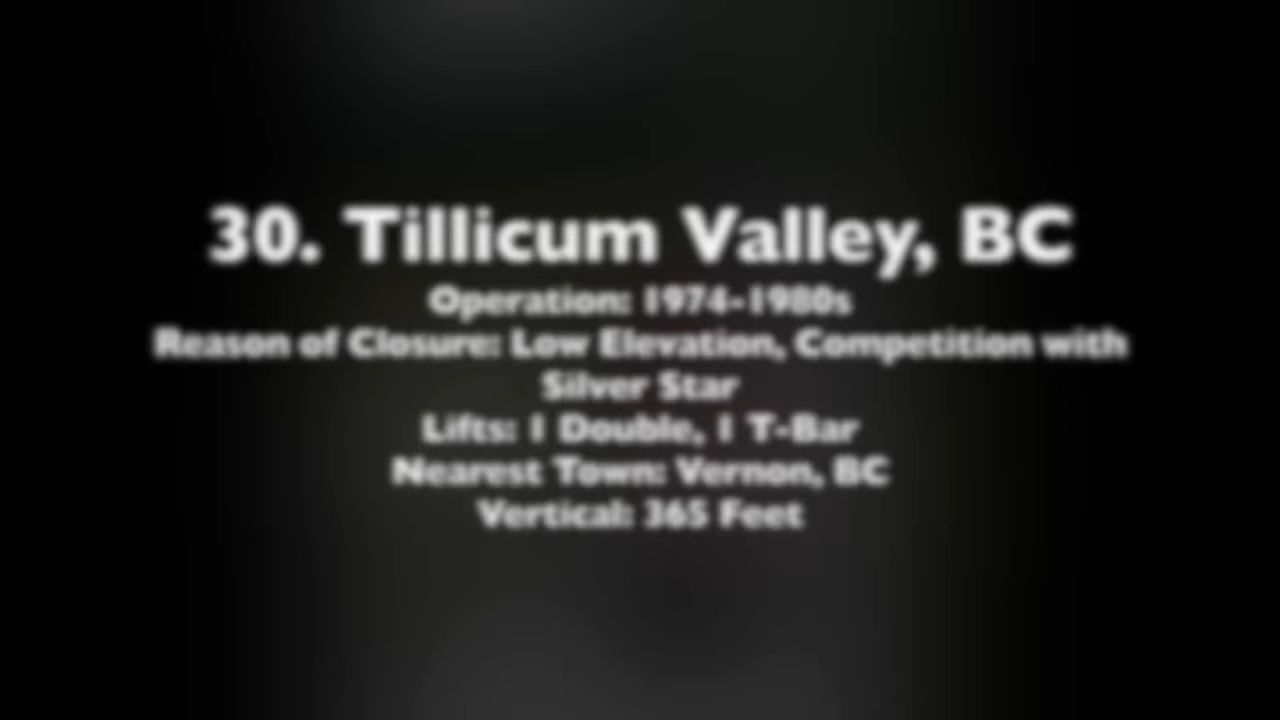 30. Tillicum Valley, BC
Operation: 1974-1980s
Reason of Closure: Low Elevation, Competition with
Silver Star
Lifts: 1 Double, 1 T-Bar
Nearest Town: Vernon, BC
Vertical: 365 Feet